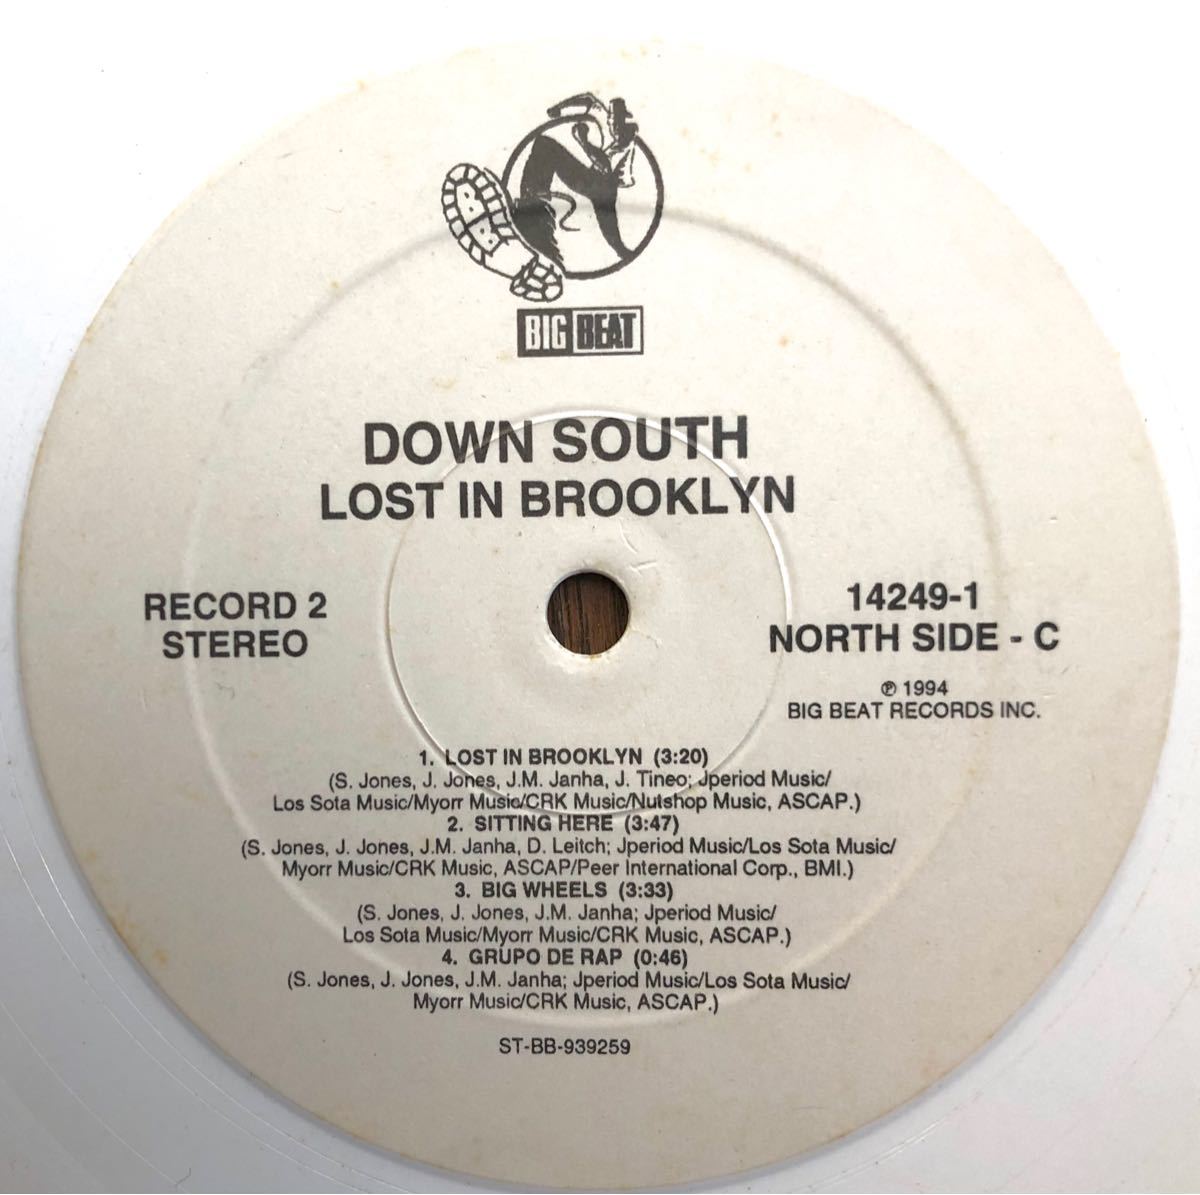 BB
BIG BEAT
DOWN SOUTH
LOST IN BROOKLYN
RECORD 2
STEREO
14249-1
NORTH SIDE - C
℗ 1994
BIG BEAT RECORDS INC.
1. LOST IN BROOKLYN (3:20)
(S. Jones, J. Jones, J.M. Janha, J. Tineo; Jperiod Music/
Los Sota Music/Myorr Music/CRK Music/Nutshop Music, ASCAP.)
2. SITTING HERE (3:47)
(S. Jones, J. Jones, J.M. Janha, D. Leitch; Jperiod Music/Los Sota Music/
Myorr Music/CRK Music, ASCAP/Peer International Corp., BMI.)
3. BIG WHEELS (3:33)
(S. Jones, J. Jones, J.M. Janha; Jperiod Music/
Los Sota Music/Myorr Music/CRK Music, ASCAP.)
4. GRUPO DE RAP (0:46)
(S. Jones, J. Jones, J.M. Janha; Jperiod Music/Los Sota Music/
Myorr Music/CRK Music, ASCAP.)
ST-BB-939259